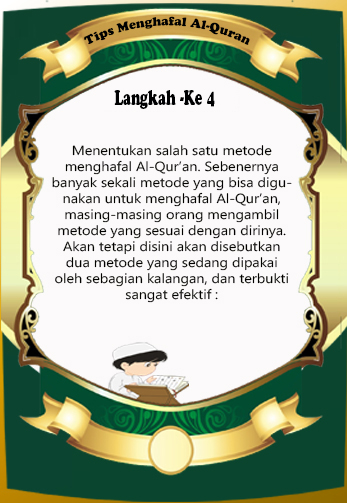 Tips Menghafal Al-Quran
Langkah -Ke 4
Menentukan salah satu metode
menghafal Al-Qur’an. Sebenernya
banyak sekali metode yang bisa digu-
nakan untuk menghafal Al-Qur’an,
masing-masing orang mengambil
metode yang sesuai dengan dirinya.
Akan tetapi disini akan disebutkan
dua metode yang sedang dipakai
oleh sebagian kalangan, dan terbukti
sangat efektif :